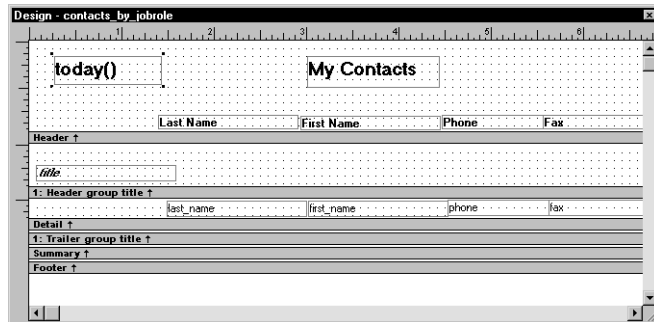 Design - contacts_by_jobrole
1 2 3 4 5 6
today() My Contacts
Last Name First Name Phone Fax
Header ↑
title
1: Header group title ↑
last_name first_name phone fax
Detail ↑
1: Trailer group title ↑
Summary ↑
Footer ↑